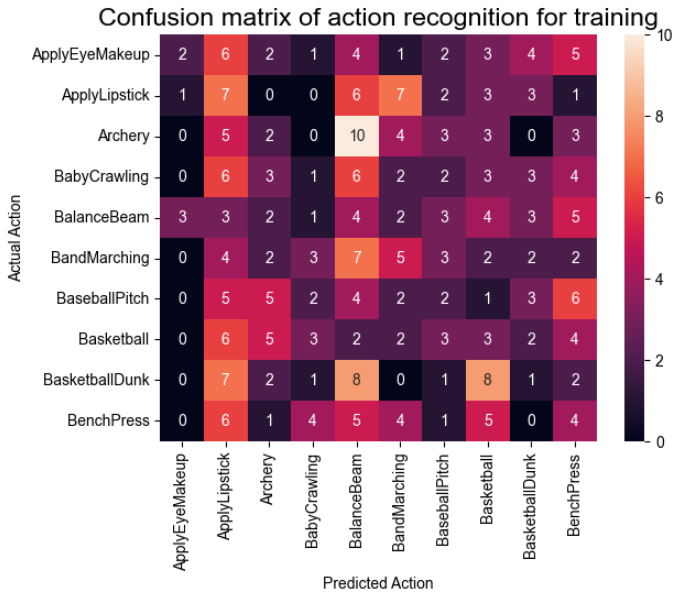 Confusion matrix of action recognition for training
ApplyEyeMakeup 2 6 2 1 4 1 2 3 4 5
ApplyLipstick 1 7 0 0 6 7 2 3 3 1
Archery 0 5 2 0 10 4 3 3 0 3
BabyCrawling 0 6 3 1 6 2 2 3 3 4
BalanceBeam 3 3 2 1 4 2 3 4 3 5
BandMarching 0 4 2 3 7 5 3 2 2 2
BaseballPitch 0 5 5 2 4 2 2 1 3 6
Basketball 0 6 5 3 2 2 3 3 2 4
BasketballDunk 0 7 2 1 8 0 1 8 1 2
BenchPress 0 6 1 4 5 4 1 5 0 4
Actual Action
ApplyEyeMakeup
ApplyLipstick
Archery
BabyCrawling
BalanceBeam
BandMarching
BaseballPitch
Basketball
BasketballDunk
BenchPress
Predicted Action
10
8
6
4
2
0